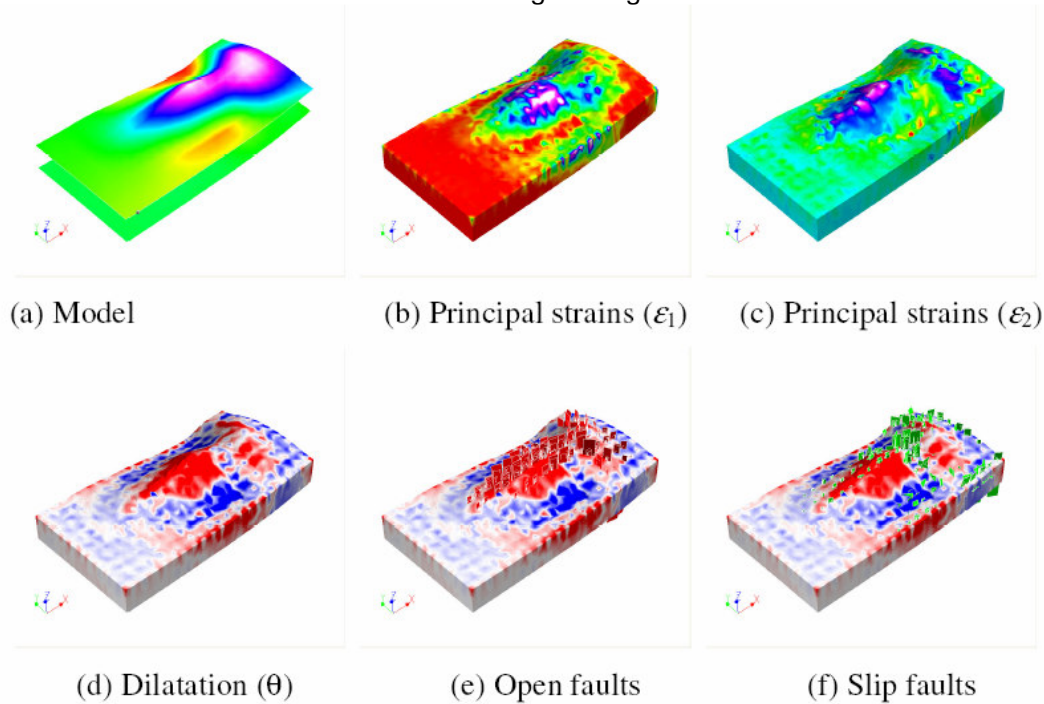 (a) Model
(b) Principal strains (ε₁)
(c) Principal strains (ε₂)
(d) Dilatation (θ)
(e) Open faults
(f) Slip faults